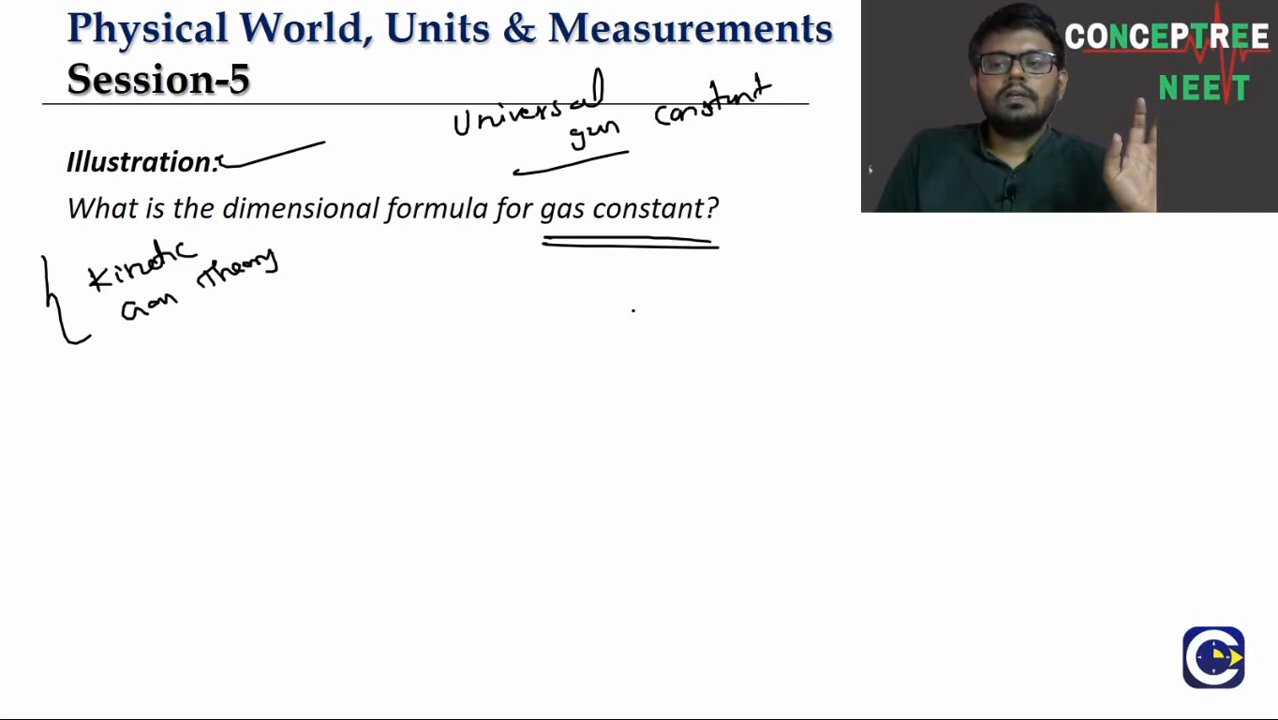 Physical World, Units & Measurements
Session-5
CONCEPTREE
NEET
Universal
gas constant
Illustration:
What is the dimensional formula for gas constant?
Kinetic
Gas Theory